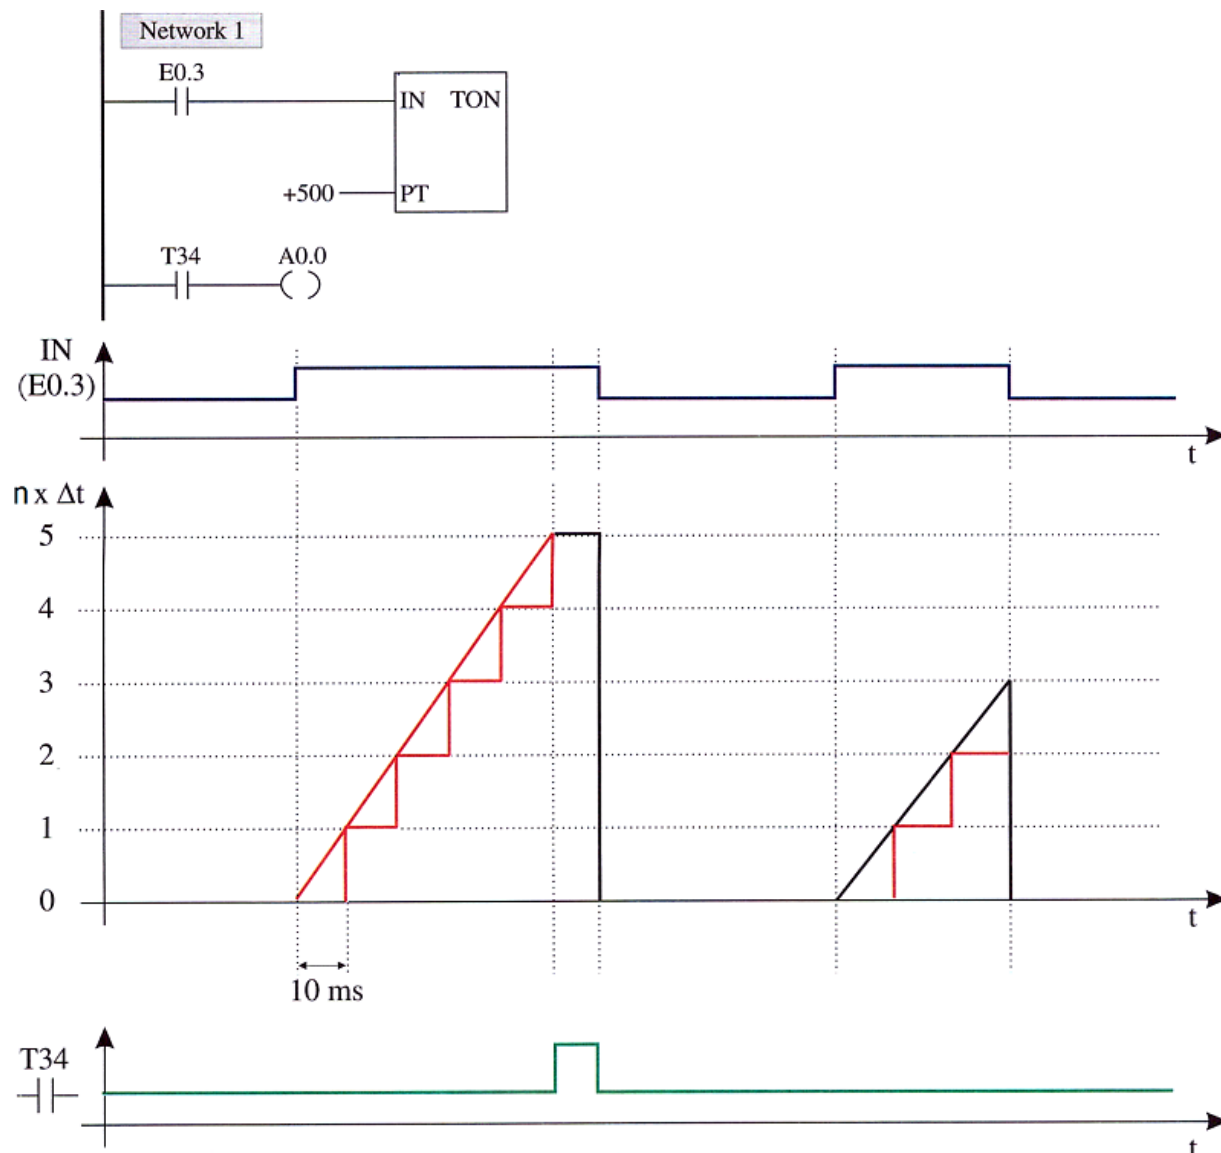 Network 1
E0.3
IN TON
+500 PT
T34 A0.0
IN
(E0.3)
t
n x Δt
5
4
3
2
1
0
t
10 ms
T34
t